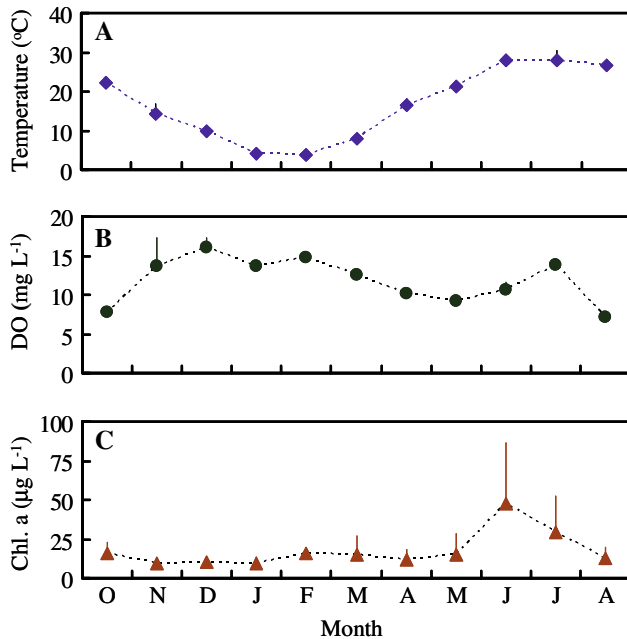 A
Temperature (ºC)
40
30
20
10
0
B
DO (mg L-1)
20
15
10
5
0
C
Chl. a (µg L-1)
100
75
50
25
0
O N D J F M A M J J A
Month